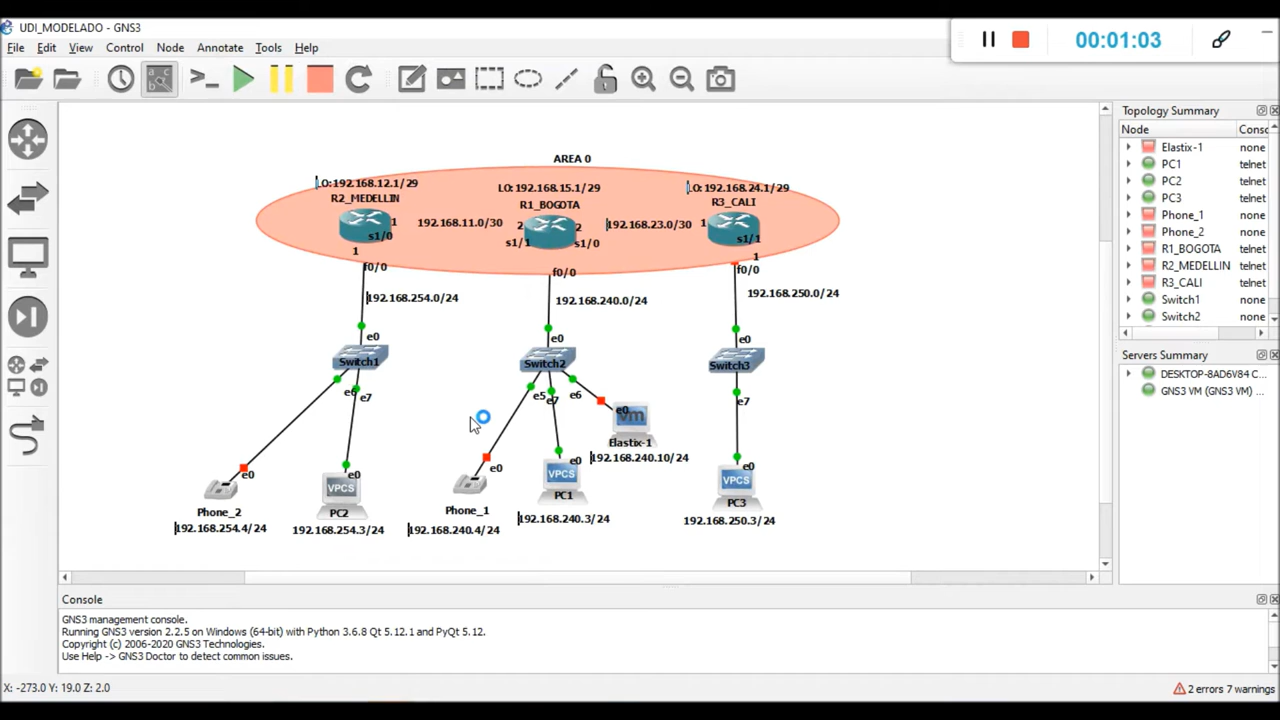 UDI_MODELADO - GNS3
00:01:03
File Edit View Control Node Annotate Tools Help
AREA 0
LO:192.168.12.1/29
R2_MEDELLIN
1
s1/0
1
f0/0
192.168.11.0/30
LO:192.168.15.1/29
R1_BOGOTA
2
s1/1
2
s1/0
f0/0
192.168.23.0/30
LO:192.168.24.1/29
R3_CALI
1
s1/1
1
f0/0
192.168.254.0/24
192.168.240.0/24
192.168.250.0/24
e0
Switch1
e6
e7
e0
Switch2
e5
e7
e6
e0
Switch3
e7
e0
Phone_2
192.168.254.4/24
e0
VPCS
PC2
192.168.254.3/24
e0
Phone_1
192.168.240.4/24
e0
VPCS
PC1
192.168.240.3/24
e0
vm
Elastix-1
192.168.240.10/24
e0
VPCS
PC3
192.168.250.3/24
Topology Summary
Node Consc
Elastix-1 none
PC1 telnet
PC2 telnet
PC3 telnet
Phone_1 none
Phone_2 none
R1_BOGOTA telnet
R2_MEDELLIN telnet
R3_CALI telnet
Switch1 none
Switch2 none
Servers Summary
DESKTOP-8AD6V84 C...
GNS3 VM (GNS3 VM) ...
Console
GNS3 management console.
Running GNS3 version 2.2.5 on Windows (64-bit) with Python 3.6.8 Qt 5.12.1 and PyQt 5.12.
Copyright (c) 2006-2020 GNS3 Technologies.
Use Help -> GNS3 Doctor to detect common issues.
X: -273.0 Y: 19.0 Z: 2.0
2 errors 7 warnings